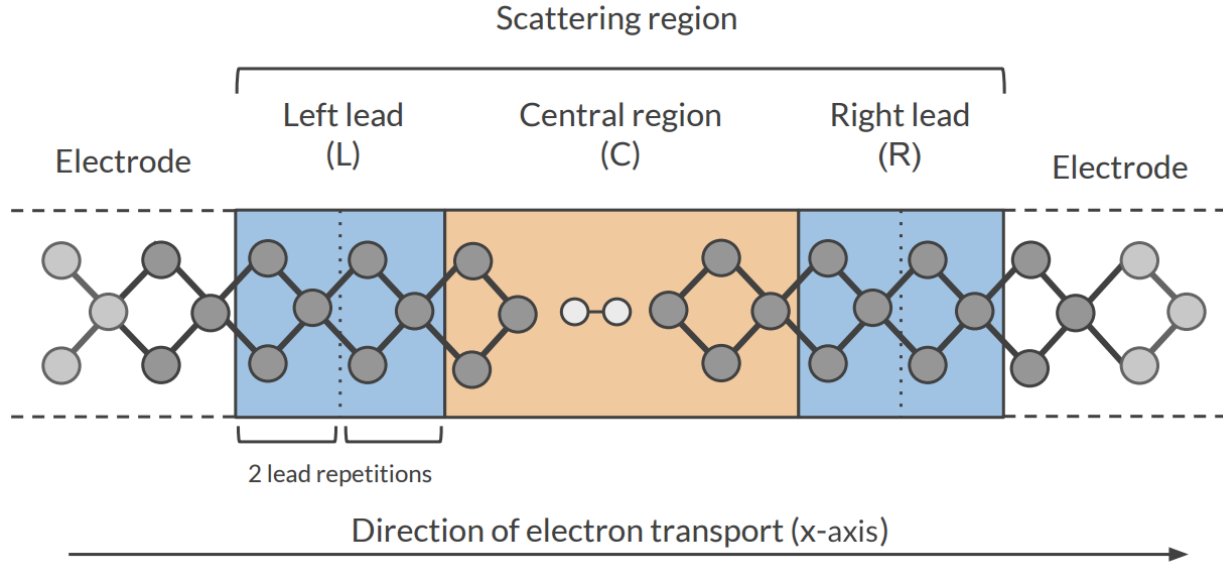 Scattering region
Left lead
(L)
Central region
(C)
Right lead
(R)
Electrode
Electrode
2 lead repetitions
Direction of electron transport (x-axis)